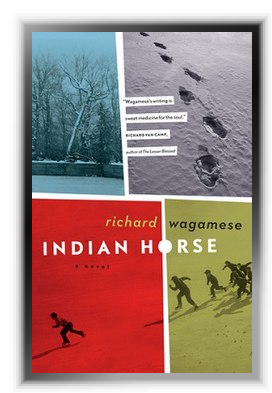 "Wagamese's writing is
sweet medicine for the soul."
RICHARD VAN CAMP,
author of The Lesser Blessed
richard wagamese
INDIAN HORSE
a novel